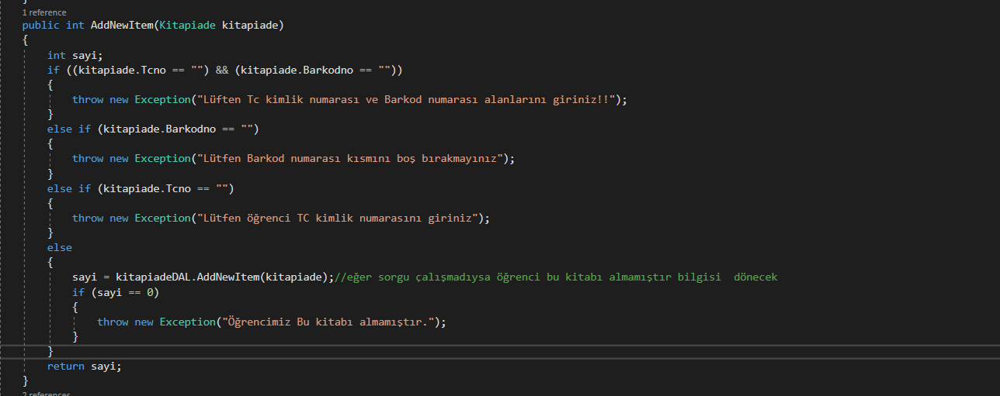 }
1 reference
public int AddNewItem(Kitapiade kitapiade)
{
int sayi;
if ((kitapiade.Tcno == "") && (kitapiade.Barkodno == ""))
{
throw new Exception("Lüften Tc kimlik numarası ve Barkod numarası alanlarını giriniz!!");
}
else if (kitapiade.Barkodno == "")
{
throw new Exception("Lütfen Barkod numarası kısmını boş bırakmayınız");
}
else if (kitapiade.Tcno == "")
{
throw new Exception("Lütfen öğrenci TC kimlik numarasını giriniz");
}
else
{
sayi = kitapiadeDAL.AddNewItem(kitapiade);//eğer sorgu çalışmadıysa öğrenci bu kitabı almamıştır bilgisi  dönecek
if (sayi == 0)
{
throw new Exception("Öğrencimiz Bu kitabı almamıştır.");
}
}
return sayi;
}
2 references